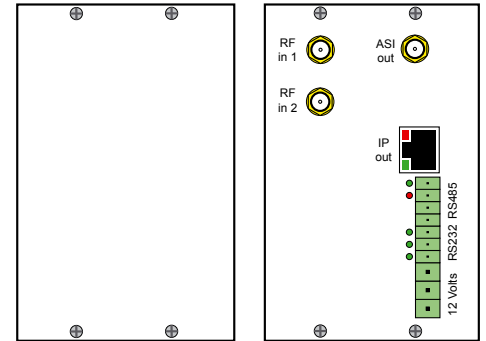 RF
in 1
ASI
out
RF
in 2
IP
out
RS485
RS232
12 Volts